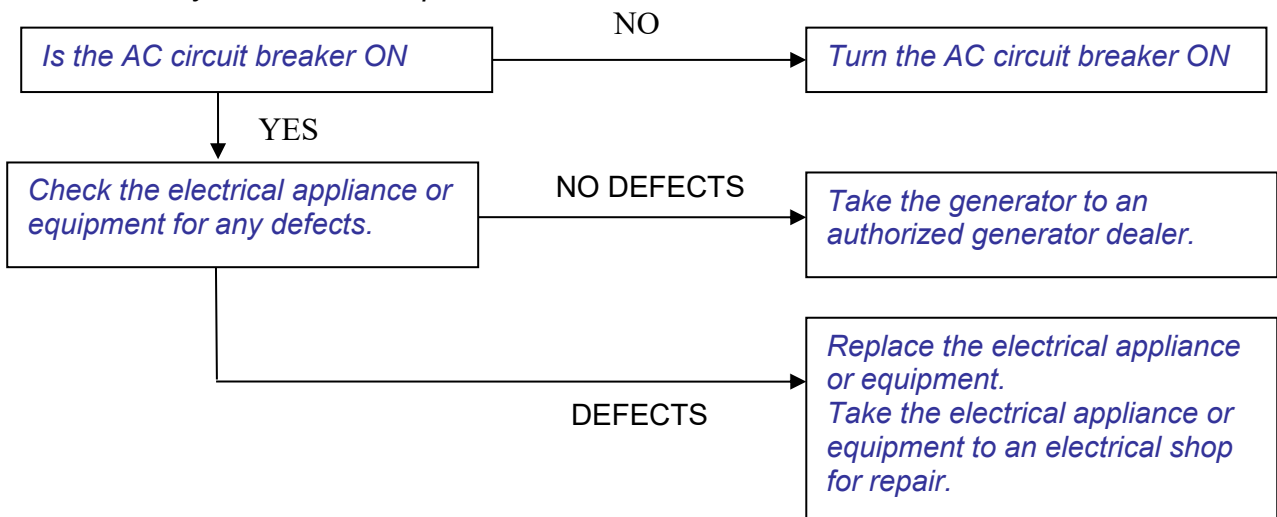 NO
Is the AC circuit breaker ON
Turn the AC circuit breaker ON
YES
Check the electrical appliance or
equipment for any defects.
NO DEFECTS
Take the generator to an
authorized generator dealer.
DEFECTS
Replace the electrical appliance
or equipment.
Take the electrical appliance or
equipment to an electrical shop
for repair.